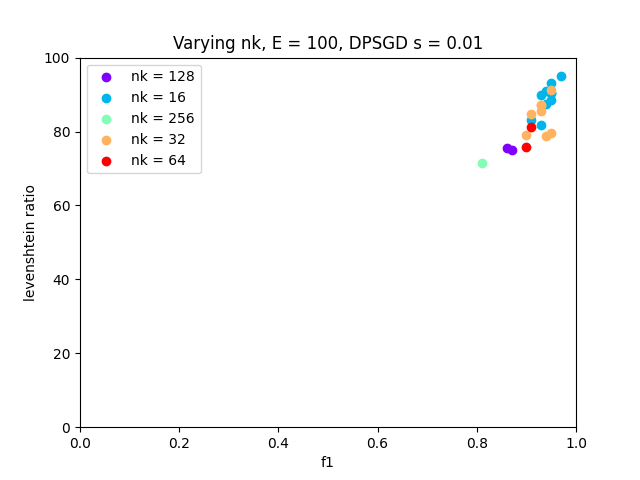 Varying nk, E = 100, DPSGD s = 0.01
100
80
60
40
20
0
levenshtein ratio
nk = 128
nk = 16
nk = 256
nk = 32
nk = 64
0.0 0.2 0.4 0.6 0.8 1.0
f1